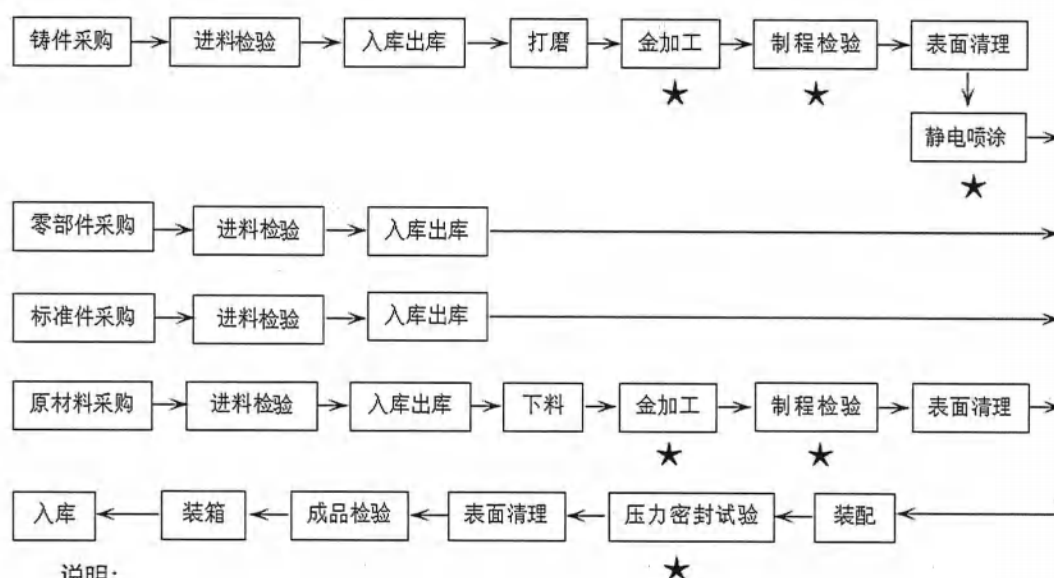 铸件采购 进料检验 入库出库 打磨 金加工 制程检验 表面清理
静电喷涂
零部件采购 进料检验 入库出库
标准件采购 进料检验 入库出库
原材料采购 进料检验 入库出库 下料 金加工 制程检验 表面清理
入库 装箱 成品检验 表面清理 压力密封试验 装配
说明: